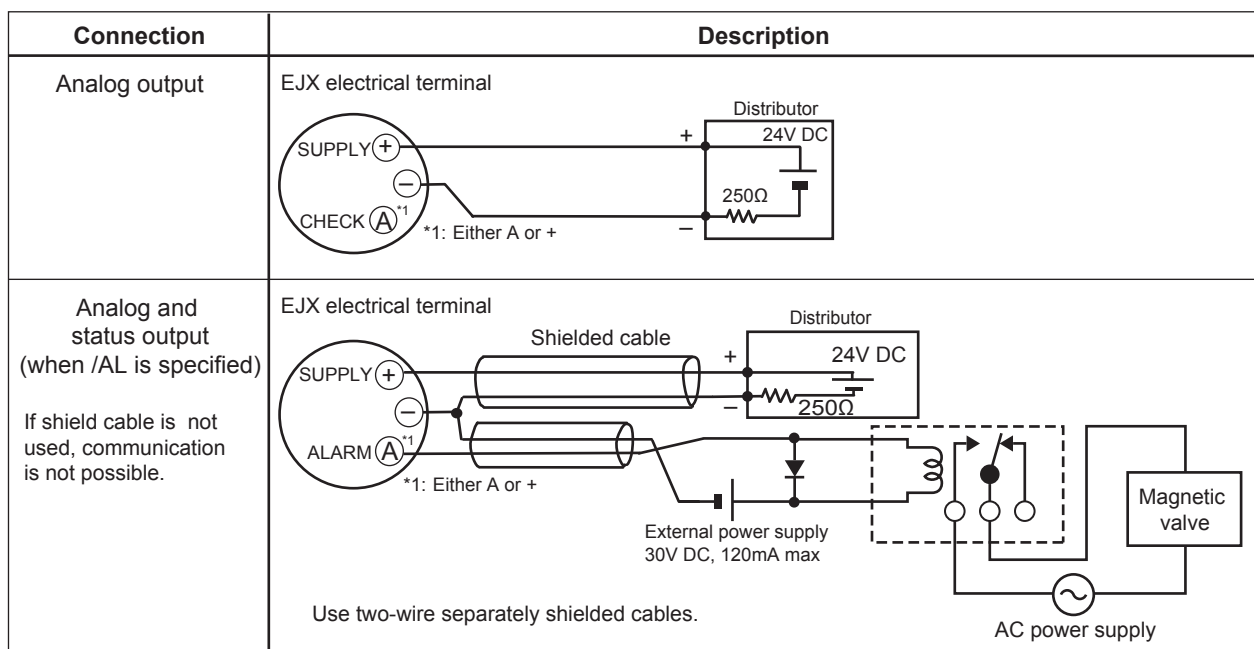 Connection
Description
Analog output
EJX electrical terminal
Distributor
SUPPLY +
+
24V DC
−
250Ω
CHECK A *1
*1: Either A or +
−
Analog and
status output
(when /AL is specified)
If shield cable is not
used, communication
is not possible.
EJX electrical terminal
Shielded cable
Distributor
SUPPLY +
+
24V DC
−
−
250Ω
ALARM A *1
*1: Either A or +
External power supply
30V DC, 120mA max
Magnetic
valve
Use two-wire separately shielded cables.
AC power supply